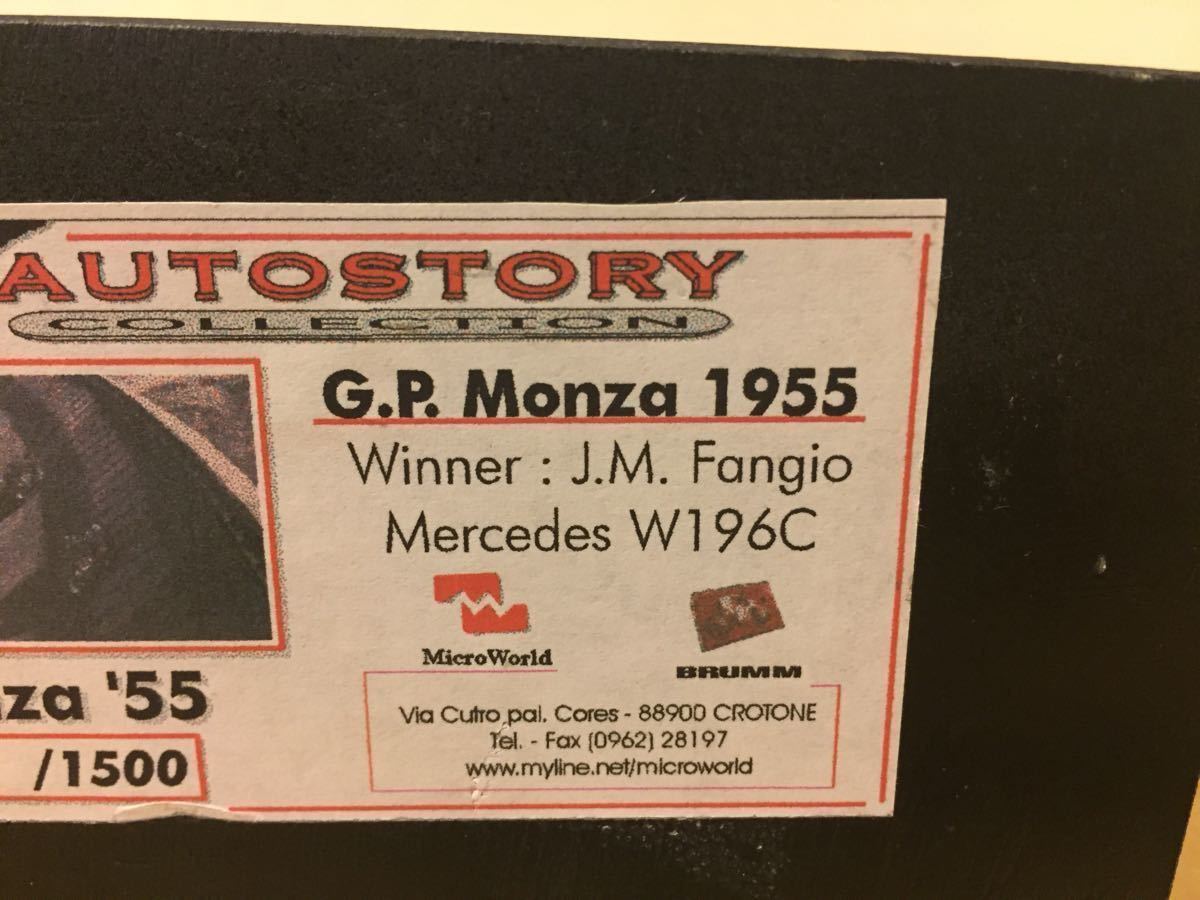 AUTOSTORY
COLLECTION
G.P. Monza 1955
Winner : J.M. Fangio
Mercedes W196C
MicroWorld
BRUMM
Via Cutro pal. Cores - 88900 CROTONE
Tel. - Fax (0962) 28197
www.myline.net/microworld
nza '55
/1500